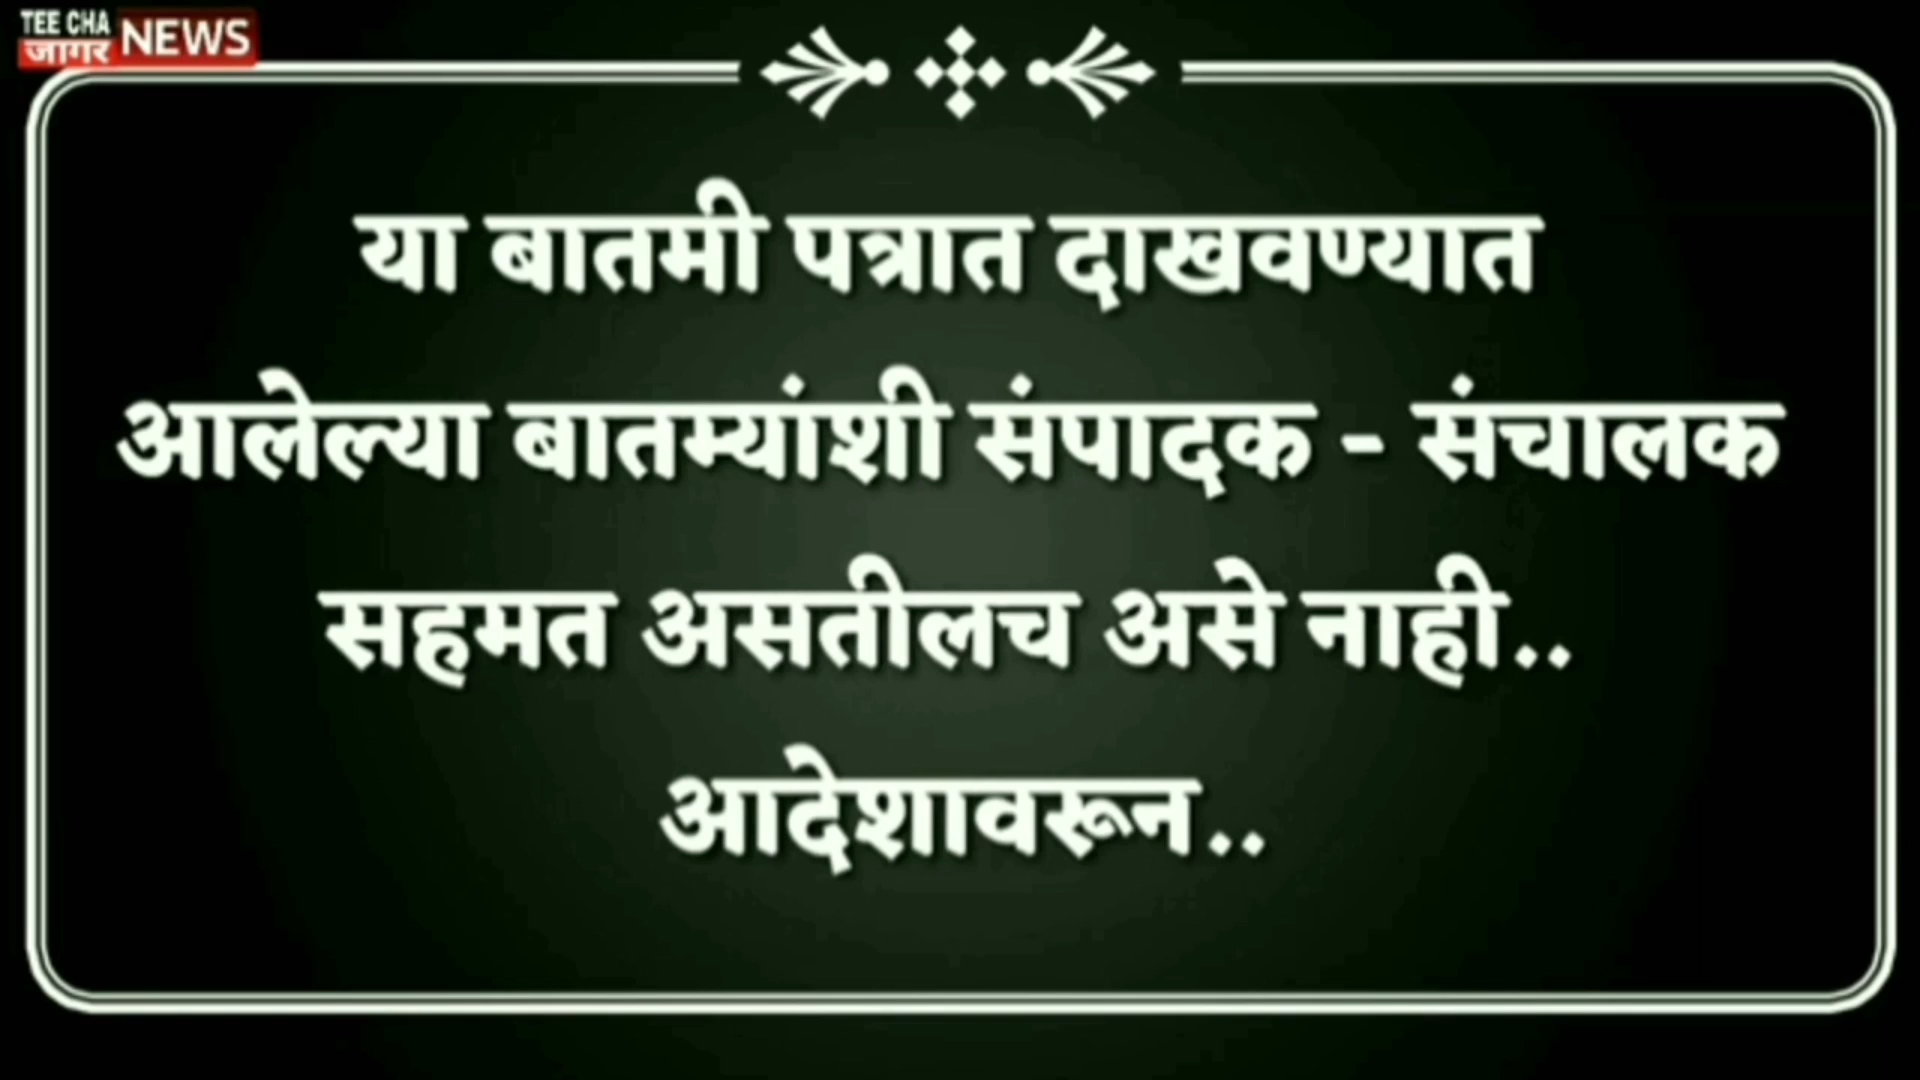 TEE CHA
जागर NEWS
या बातमी पत्रात दाखवण्यात
आलेल्या बातम्यांशी संपादक - संचालक
सहमत असतीलच असे नाही..
आदेशावरून..